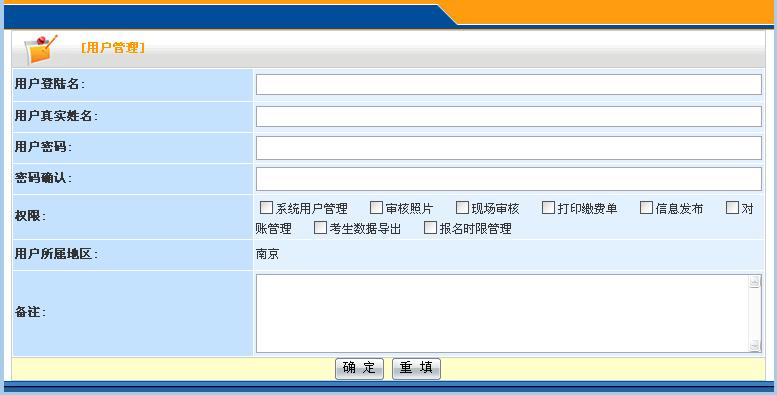 [用户管理]
用户登陆名:
用户真实姓名:
用户密码:
密码确认:
权限:
系统用户管理 审核照片 现场审核 打印缴费单 信息发布 对
账管理 考生数据导出 报名时限管理
用户所属地区: 南京
备注:
确 定 重 填